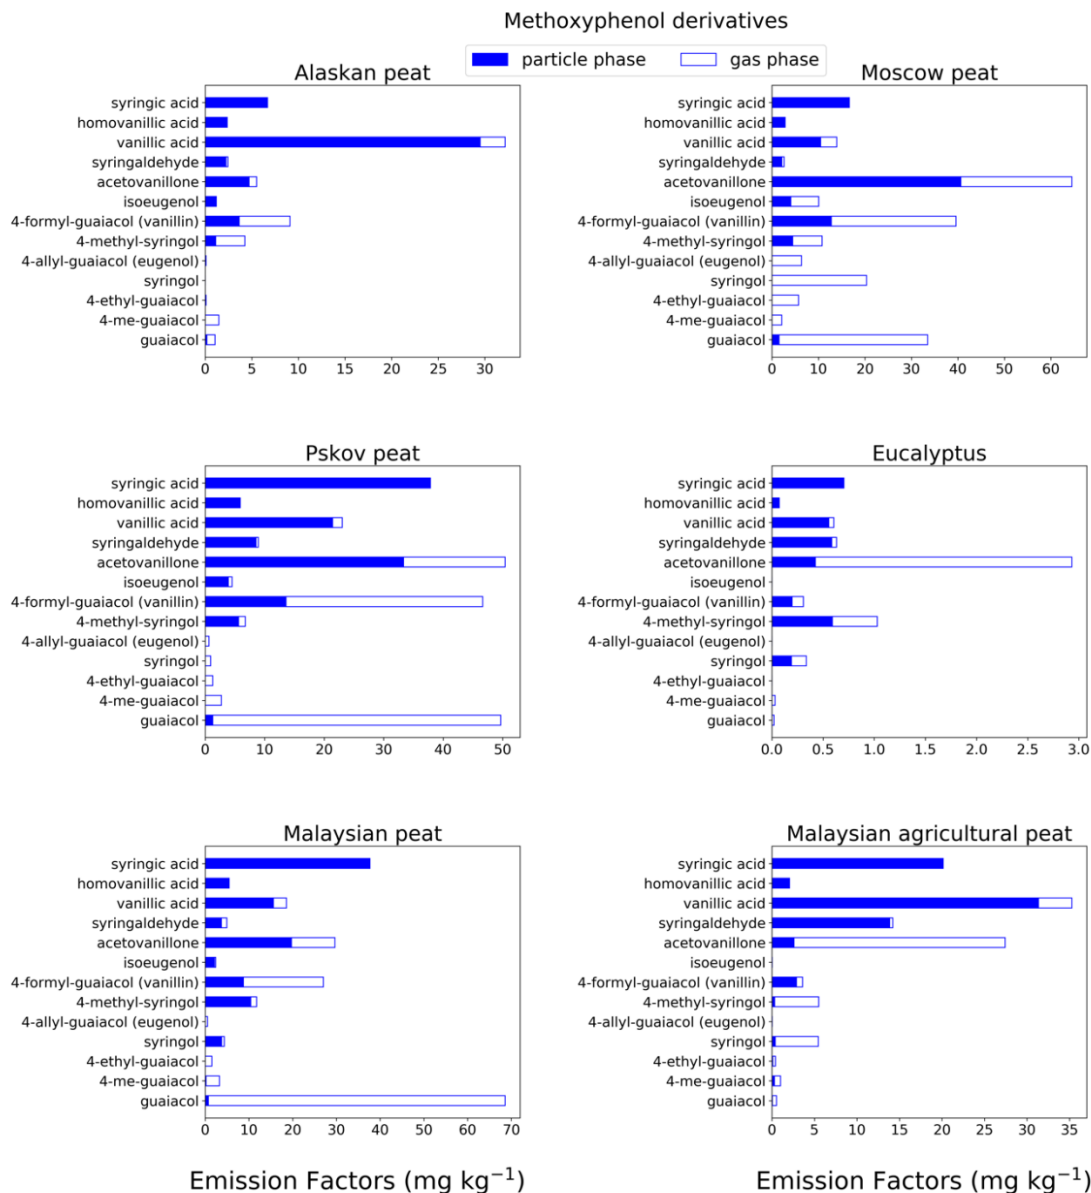 Methoxyphenol derivatives
particle phase gas phase
Alaskan peat
syringic acid
homovanillic acid
vanillic acid
syringaldehyde
acetovanillone
isoeugenol
4-formyl-guaiacol (vanillin)
4-methyl-syringol
4-allyl-guaiacol (eugenol)
syringol
4-ethyl-guaiacol
4-me-guaiacol
guaiacol
0 5 10 15 20 25 30
Moscow peat
syringic acid
homovanillic acid
vanillic acid
syringaldehyde
acetovanillone
isoeugenol
4-formyl-guaiacol (vanillin)
4-methyl-syringol
4-allyl-guaiacol (eugenol)
syringol
4-ethyl-guaiacol
4-me-guaiacol
guaiacol
0 10 20 30 40 50 60
Pskov peat
syringic acid
homovanillic acid
vanillic acid
syringaldehyde
acetovanillone
isoeugenol
4-formyl-guaiacol (vanillin)
4-methyl-syringol
4-allyl-guaiacol (eugenol)
syringol
4-ethyl-guaiacol
4-me-guaiacol
guaiacol
0 10 20 30 40 50
Eucalyptus
syringic acid
homovanillic acid
vanillic acid
syringaldehyde
acetovanillone
isoeugenol
4-formyl-guaiacol (vanillin)
4-methyl-syringol
4-allyl-guaiacol (eugenol)
syringol
4-ethyl-guaiacol
4-me-guaiacol
guaiacol
0.0 0.5 1.0 1.5 2.0 2.5 3.0
Malaysian peat
syringic acid
homovanillic acid
vanillic acid
syringaldehyde
acetovanillone
isoeugenol
4-formyl-guaiacol (vanillin)
4-methyl-syringol
4-allyl-guaiacol (eugenol)
syringol
4-ethyl-guaiacol
4-me-guaiacol
guaiacol
0 10 20 30 40 50 60 70
Emission Factors (mg kg⁻¹)
Malaysian agricultural peat
syringic acid
homovanillic acid
vanillic acid
syringaldehyde
acetovanillone
isoeugenol
4-formyl-guaiacol (vanillin)
4-methyl-syringol
4-allyl-guaiacol (eugenol)
syringol
4-ethyl-guaiacol
4-me-guaiacol
guaiacol
0 5 10 15 20 25 30 35
Emission Factors (mg kg⁻¹)